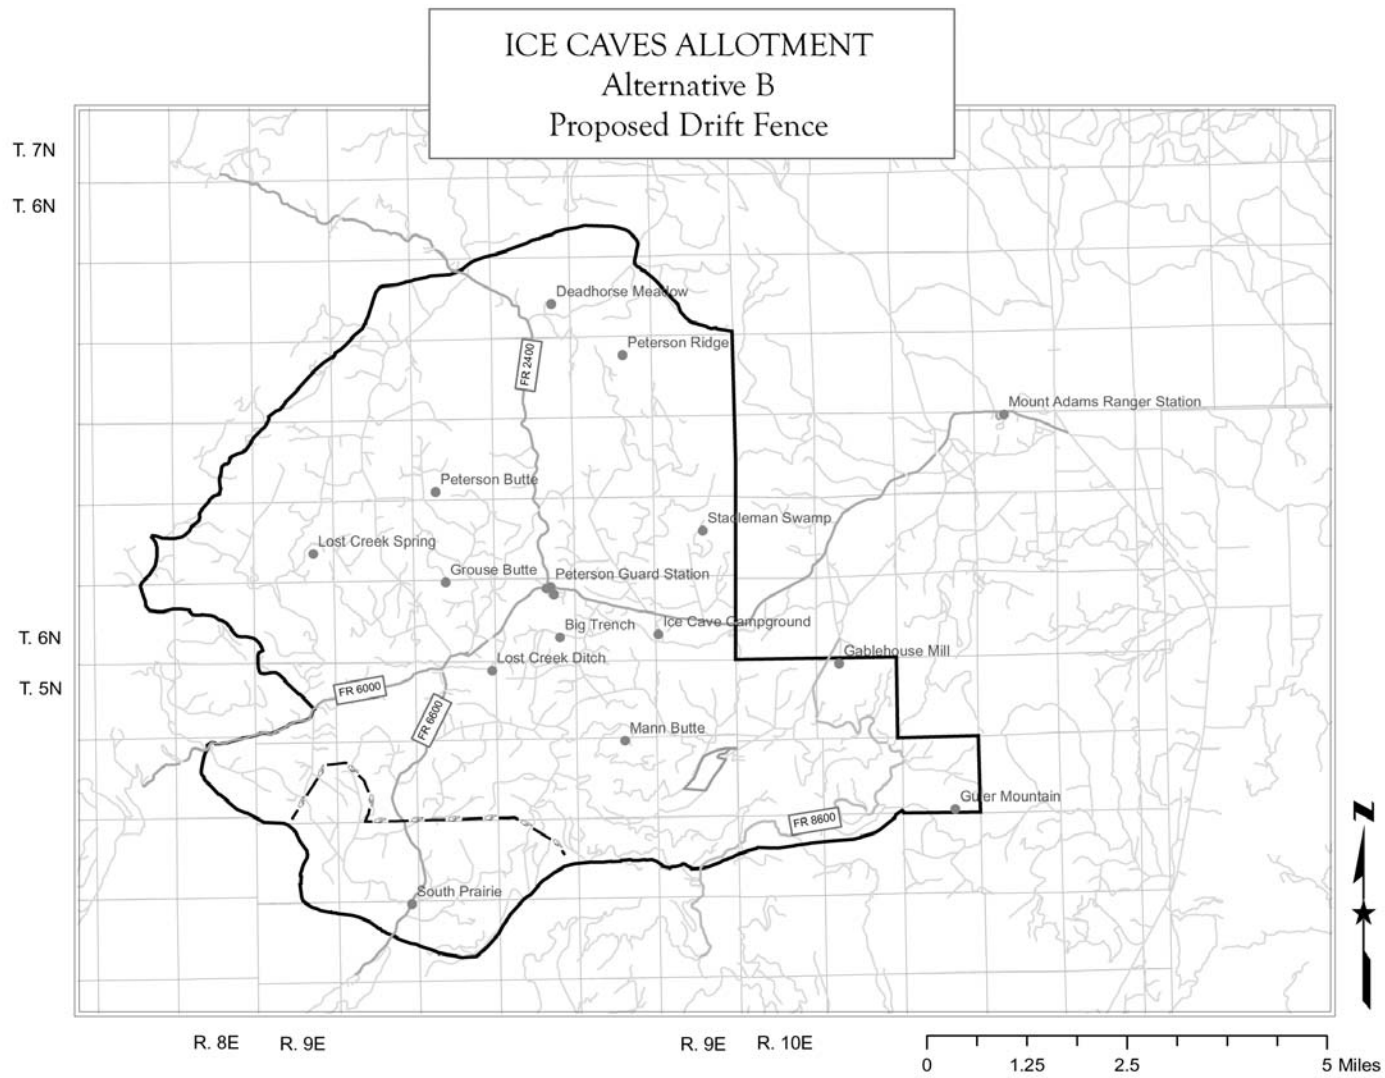 ICE CAVES ALLOTMENT
Alternative B
Proposed Drift Fence
T. 7N
T. 6N
Deadhorse Meadow
Peterson Ridge
FR 2400
Mount Adams Ranger Station
Peterson Butte
Stagleman Swamp
Lost Creek Spring
Grouse Butte
Peterson Guard Station
Big Trench
Ice Cave Campground
T. 6N
Gablehouse Mill
Lost Creek Ditch
T. 5N
FR 6000
FR 6600
Mann Butte
Guler Mountain
FR 8600
South Prairie
N
R. 8E
R. 9E
R. 9E
R. 10E
0
1.25
2.5
5 Miles